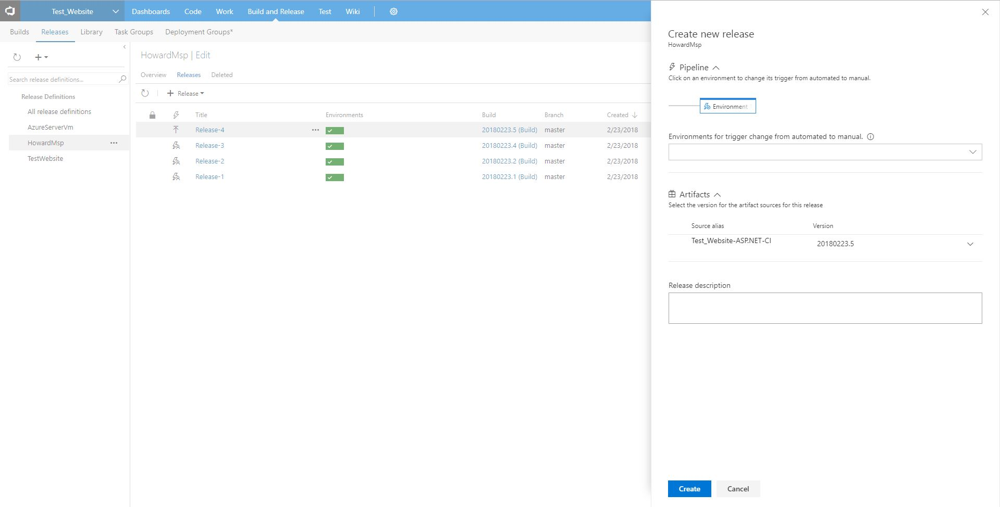 Test_Website Dashboards Code Work Build and Release Test Wiki
Builds Releases Library Task Groups Deployment Groups*
Search release definitions...
Release Definitions
All release definitions
AzureServerVm
HowardMsp ...
TestWebsite
HowardMsp | Edit
Overview Releases Deleted
+ Release
Title Environments Build Branch Created
Release-4 ... 20180223.5 (Build) master 2/23/2018
Release-3 20180223.4 (Build) master 2/23/2018
Release-2 20180223.2 (Build) master 2/23/2018
Release-1 20180223.1 (Build) master 2/23/2018
Create new release
HowardMsp
Pipeline
Click on an environment to change its trigger from automated to manual.
Environment
Environments for trigger change from automated to manual.
Artifacts
Select the version for the artifact sources for this release
Source alias Version
Test_Website-ASP.NET-CI 20180223.5
Release description
Create Cancel